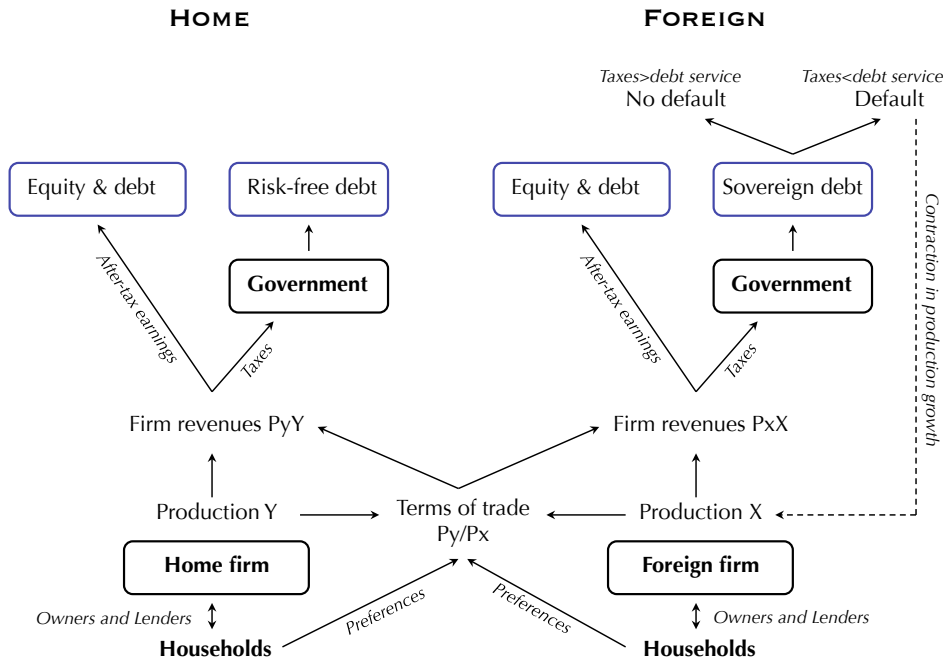 HOME
FOREIGN
Taxes>debt service
No default
Taxes<debt service
Default
Equity & debt
Risk-free debt
Equity & debt
Sovereign debt
Contraction in production growth
Government
Government
After-tax earnings
Taxes
After-tax earnings
Taxes
Firm revenues PyY
Firm revenues PxX
Production Y
Terms of trade
Py/Px
Production X
Home firm
Foreign firm
Owners and Lenders
Preferences
Preferences
Owners and Lenders
Households
Households